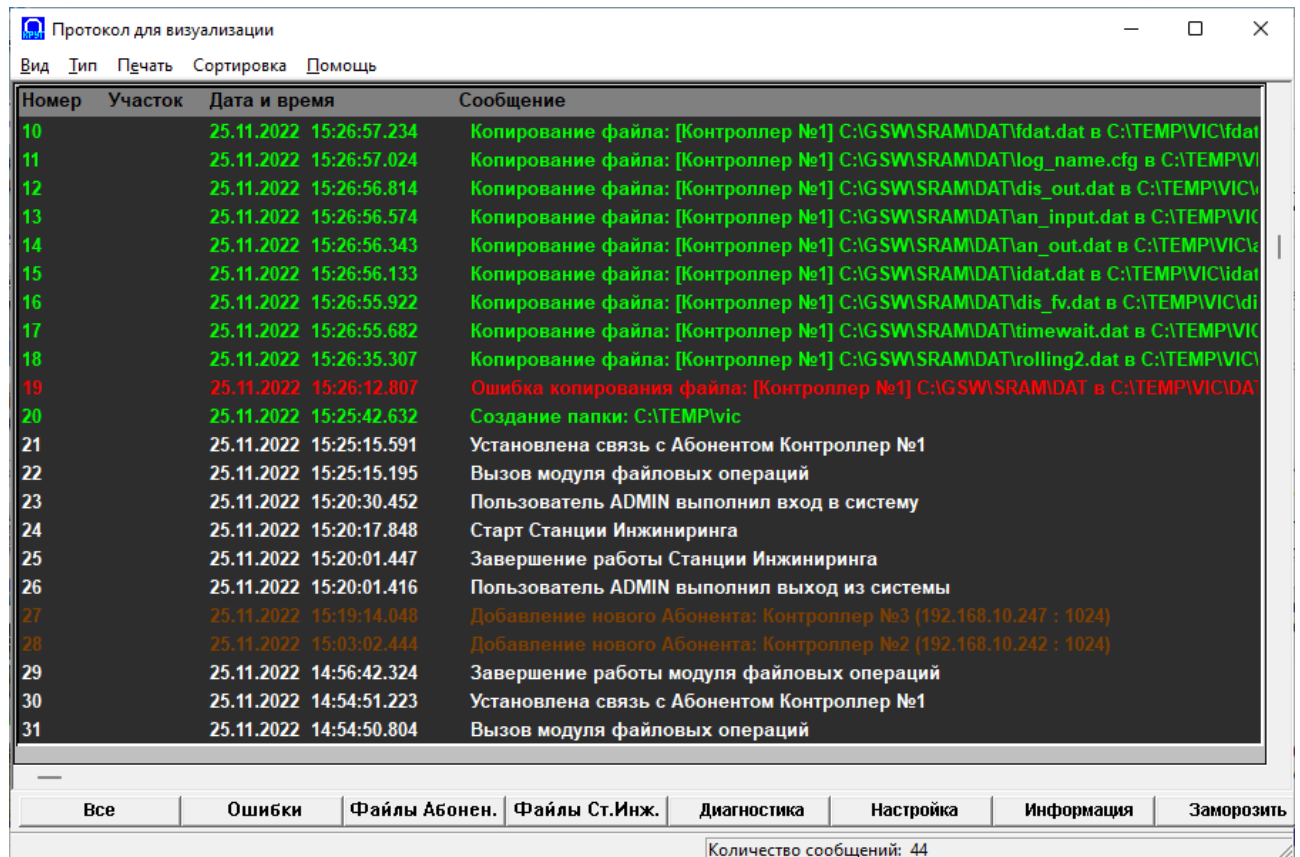 КРУГ Протокол для визуализации
Вид Тип Печать Сортировка Помощь
Номер Участок Дата и время Сообщение
10 25.11.2022 15:26:57.234 Копирование файла: [Контроллер №1] C:\GSW\SRAM\DAT\fdat.dat в C:\TEMP\VIC\fdat
11 25.11.2022 15:26:57.024 Копирование файла: [Контроллер №1] C:\GSW\SRAM\DAT\log_name.cfg в C:\TEMP\VI
12 25.11.2022 15:26:56.814 Копирование файла: [Контроллер №1] C:\GSW\SRAM\DAT\dis_out.dat в C:\TEMP\VIC\
13 25.11.2022 15:26:56.574 Копирование файла: [Контроллер №1] C:\GSW\SRAM\DAT\an_input.dat в C:\TEMP\VIC
14 25.11.2022 15:26:56.343 Копирование файла: [Контроллер №1] C:\GSW\SRAM\DAT\an_out.dat в C:\TEMP\VIC\a
15 25.11.2022 15:26:56.133 Копирование файла: [Контроллер №1] C:\GSW\SRAM\DAT\idat.dat в C:\TEMP\VIC\idat
16 25.11.2022 15:26:55.922 Копирование файла: [Контроллер №1] C:\GSW\SRAM\DAT\dis_fv.dat в C:\TEMP\VIC\di
17 25.11.2022 15:26:55.682 Копирование файла: [Контроллер №1] C:\GSW\SRAM\DAT\timewait.dat в C:\TEMP\VIC
18 25.11.2022 15:26:35.307 Копирование файла: [Контроллер №1] C:\GSW\SRAM\DAT\rolling2.dat в C:\TEMP\VIC\
19 25.11.2022 15:26:12.807 Ошибка копирования файла: [Контроллер №1] C:\GSW\SRAM\DAT в C:\TEMP\VIC\DAT
20 25.11.2022 15:25:42.632 Создание папки: C:\TEMP\vic
21 25.11.2022 15:25:15.591 Установлена связь с Абонентом Контроллер №1
22 25.11.2022 15:25:15.195 Вызов модуля файловых операций
23 25.11.2022 15:20:30.452 Пользователь ADMIN выполнил вход в систему
24 25.11.2022 15:20:17.848 Старт Станции Инжиниринга
25 25.11.2022 15:20:01.447 Завершение работы Станции Инжиниринга
26 25.11.2022 15:20:01.416 Пользователь ADMIN выполнил выход из системы
27 25.11.2022 15:19:14.048 Добавление нового Абонента: Контроллер №3 (192.168.10.247 : 1024)
28 25.11.2022 15:03:02.444 Добавление нового Абонента: Контроллер №2 (192.168.10.242 : 1024)
29 25.11.2022 14:56:42.324 Завершение работы модуля файловых операций
30 25.11.2022 14:54:51.223 Установлена связь с Абонентом Контроллер №1
31 25.11.2022 14:54:50.804 Вызов модуля файловых операций
Все Ошибки Файлы Абонен. Файлы Ст.Инж. Диагностика Настройка Информация Заморозить
Количество сообщений: 44